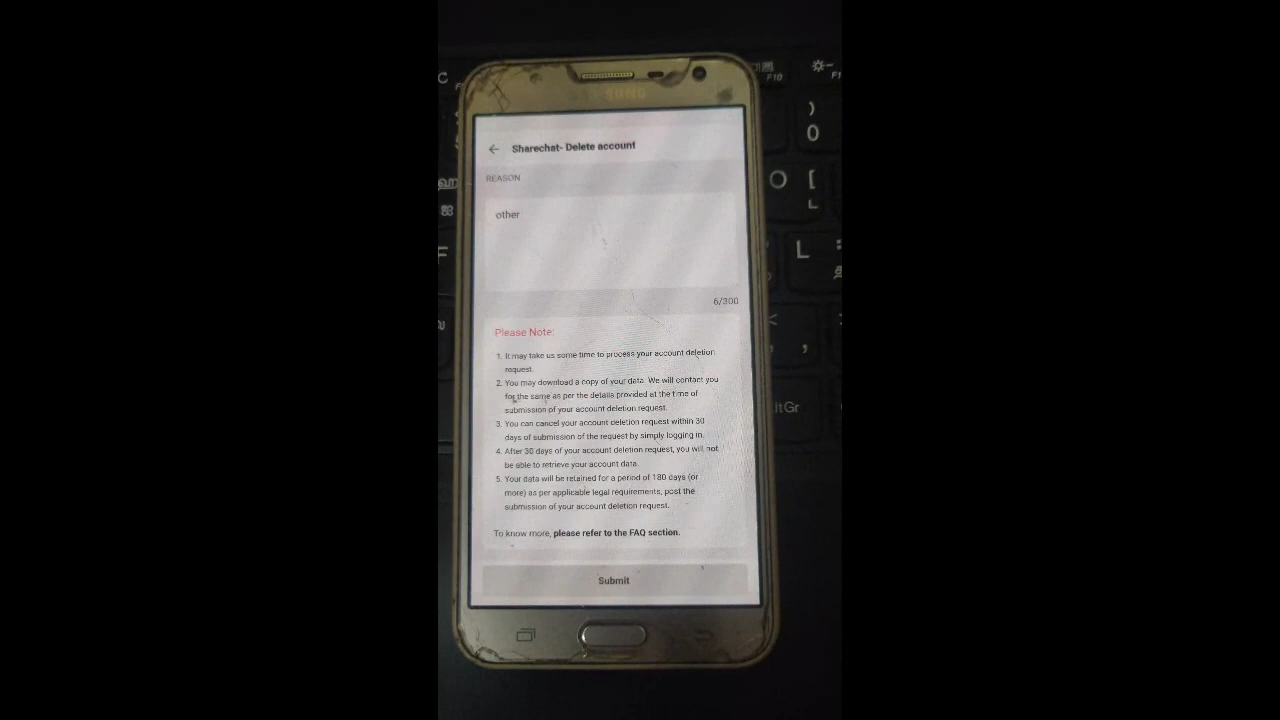 SAMSUNG
Sharechat- Delete account
REASON
other
6/300
Please Note:
1. It may take us some time to process your account deletion
request.
2. You may download a copy of your data. We will contact you
for the same as per the details provided at the time of
submission of your account deletion request.
3. You can cancel your account deletion request within 30
days of submission of the request by simply logging in.
4. After 30 days of your account deletion request, you will not
be able to retrieve your account data.
5. Your data will be retained for a period of 180 days (or
more) as per applicable legal requirements, post the
submission of your account deletion request.
To know more, please refer to the FAQ section.
Submit
F10
)
0
O
[
L
<
,